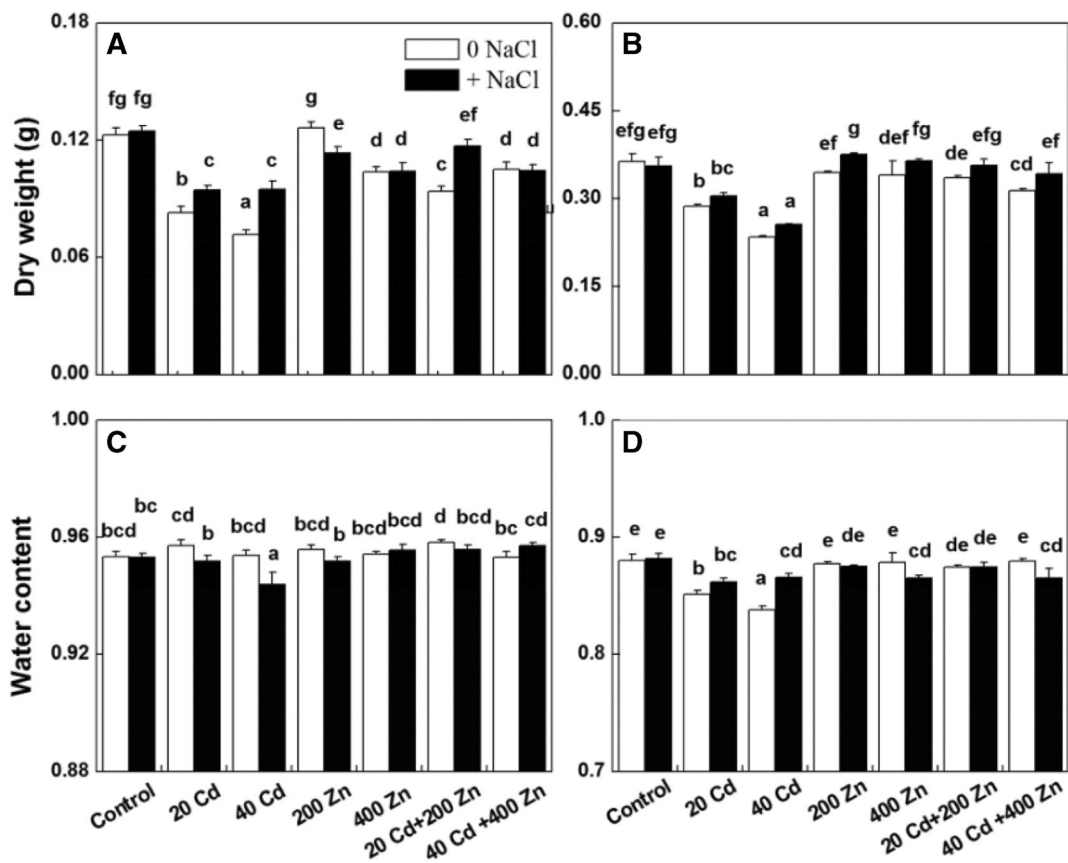 0.18
A
0 NaCl
+ NaCl
fg fg
g
ef
0.12
e
d d
d d
c
c
c
b
a
0.06
0.00
Dry weight (g)
0.60
B
0.45
efg efg
g
fg
efg
ef
ef
def
de
cd
bc
b
0.30
a a
0.15
0.00
1.00
C
bc
bcd
cd
b
bcd
a
bcd
b
bcd
bcd
d
bcd
bc
cd
0.96
0.92
0.88
Water content
Control
20 Cd
40 Cd
200 Zn
400 Zn
20 Cd+200 Zn
40 Cd +400 Zn
1.0
D
e e
b
bc
a
cd
e
de
e
cd
de de
e
cd
0.9
0.8
0.7
Control
20 Cd
40 Cd
200 Zn
400 Zn
20 Cd+200 Zn
40 Cd +400 Zn